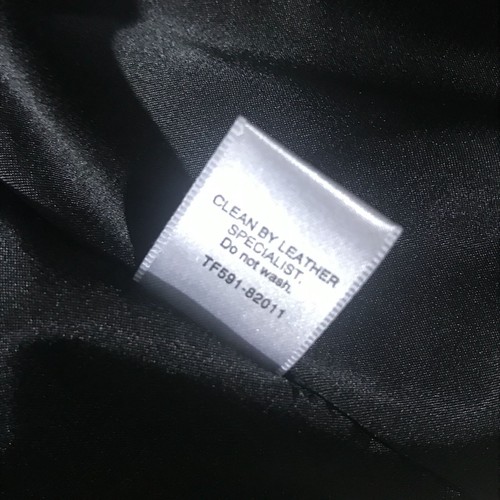 CLEAN BY LEATHER
SPECIALIST.
Do not wash.
TF591-82011